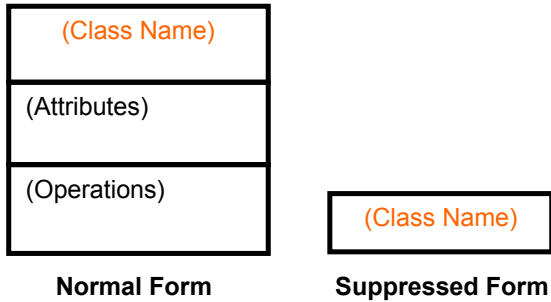 (Class Name)
(Attributes)
(Operations)
Normal Form
(Class Name)
Suppressed Form